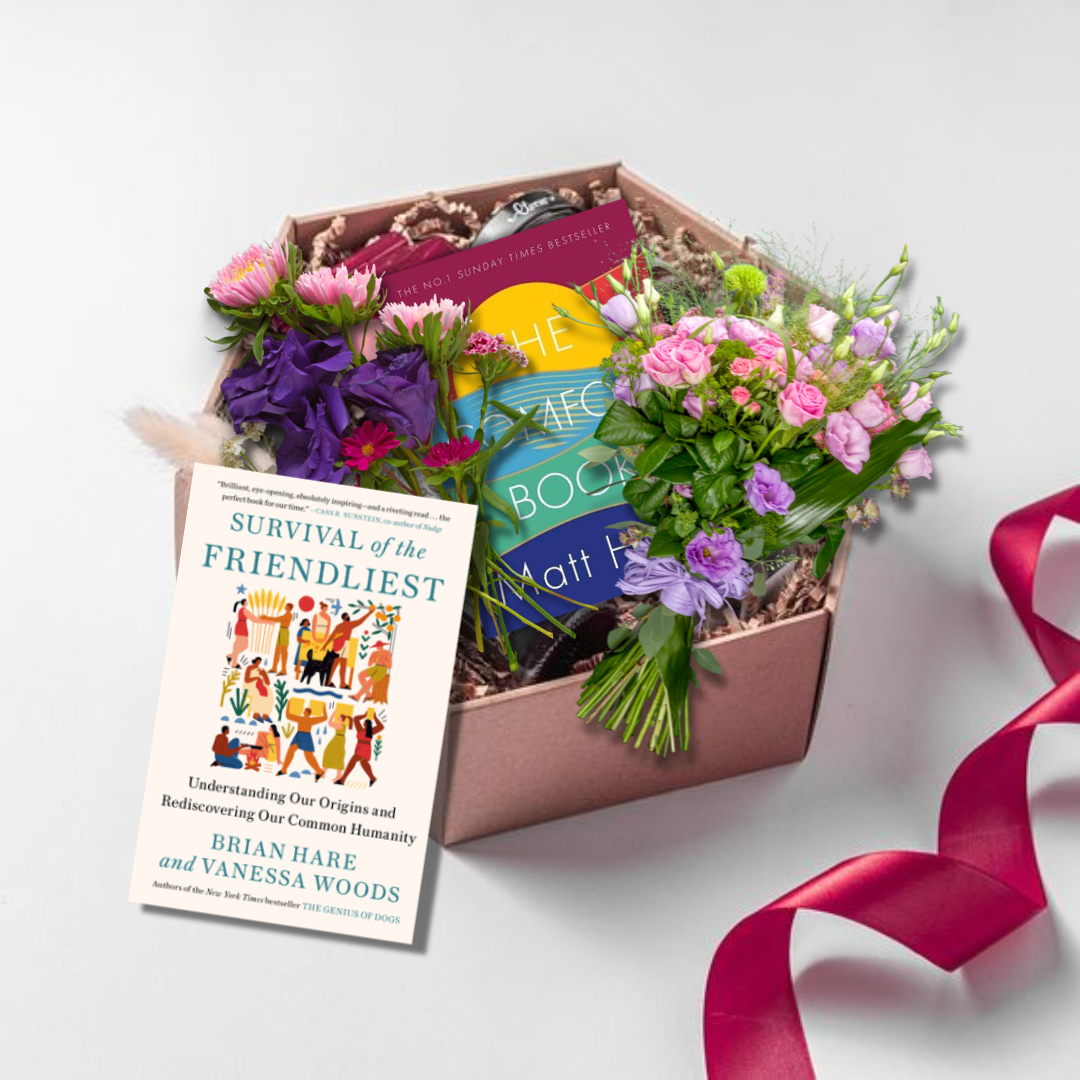 THE NO.1 SUNDAY TIMES BESTSELLER
THE
COMFO
BOOK
Matt H
"Brilliant, eye-opening, absolutely inspiring—and a riveting read . . . the
perfect book for our time." —CASS R. SUNSTEIN, co-author of Nudge
SURVIVAL of the
FRIENDLIEST
Understanding Our Origins and
Rediscovering Our Common Humanity
BRIAN HARE
and VANESSA WOODS
Authors of the New York Times bestseller THE GENIUS OF DOGS